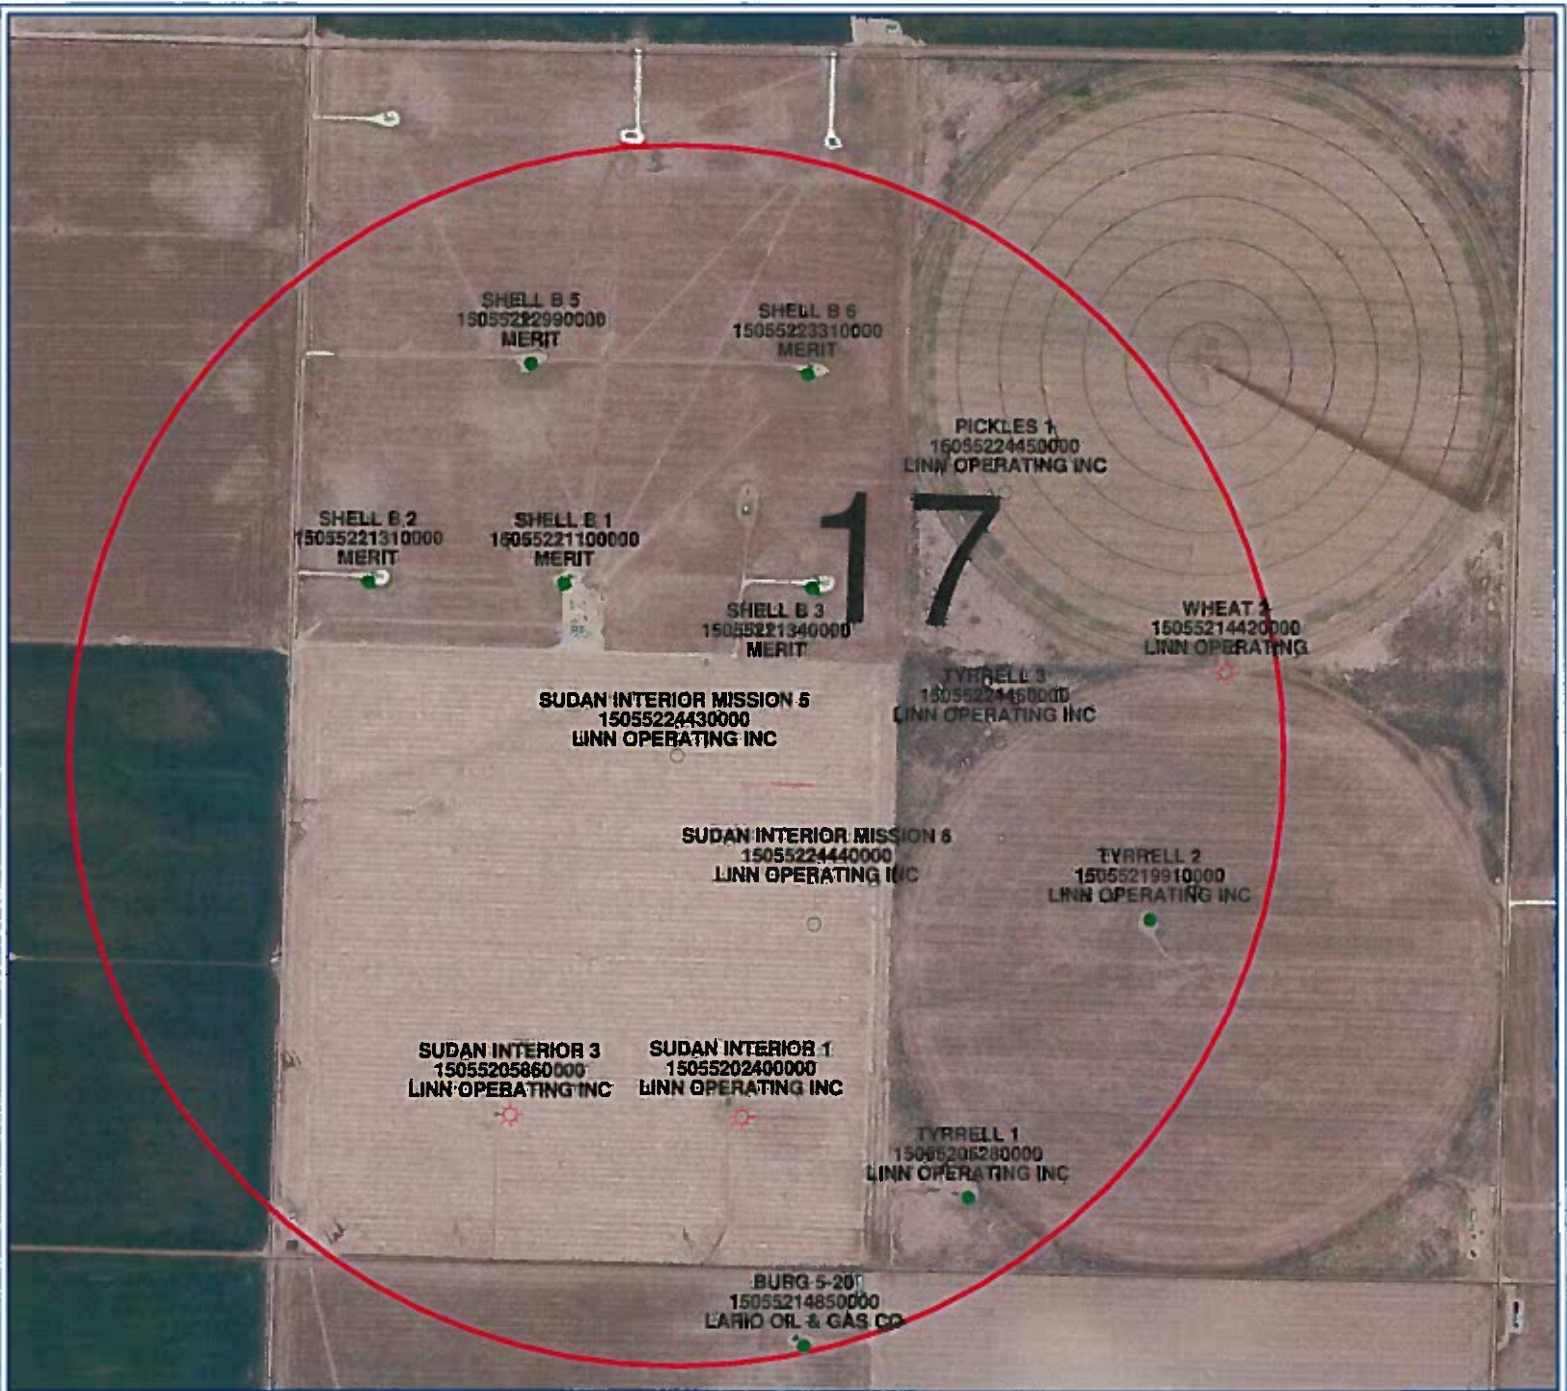 SHELL B 5
15055222990000
MERIT
SHELL B 6
15055223310000
MERIT
PICKLES 1
15055224450000
LINN OPERATING INC
17
SHELL B 2
15055221310000
MERIT
SHELL B 1
15055221100000
MERIT
SHELL B 3
15055221340000
MERIT
WHEAT 2
15055214420000
LINN OPERATING
TYRRELL 3
15055224460000
LINN OPERATING INC
SUDAN INTERIOR MISSION 5
15055224430000
LINN OPERATING INC
SUDAN INTERIOR MISSION 6
15055224440000
LINN OPERATING INC
TYRRELL 2
15055219910000
LINN OPERATING INC
SUDAN INTERIOR 3
15055205860000
LINN OPERATING INC
SUDAN INTERIOR 1
15055202400000
LINN OPERATING INC
TYRRELL 1
15055205280000
LINN OPERATING INC
BURG 5-20
15055214850000
LARIO OIL & GAS CO